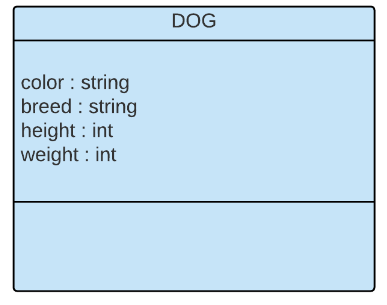 DOG
color : string
breed : string
height : int
weight : int